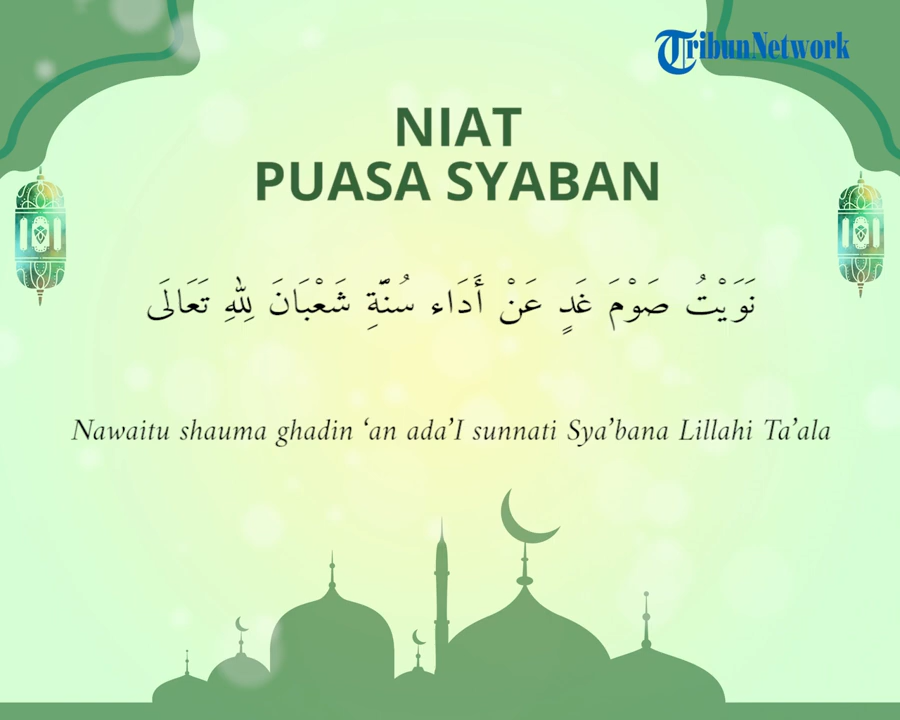 TribunNetwork
NIAT
PUASA SYABAN
نَوَيْتُ صَوْمَ غَدٍ عَنْ أَدَاء سُنَّةِ شَعْبَانَ لِلهِ تَعَالَى
Nawaitu shauma ghadin ‘an ada’I sunnati Sya’bana Lillahi Ta’ala